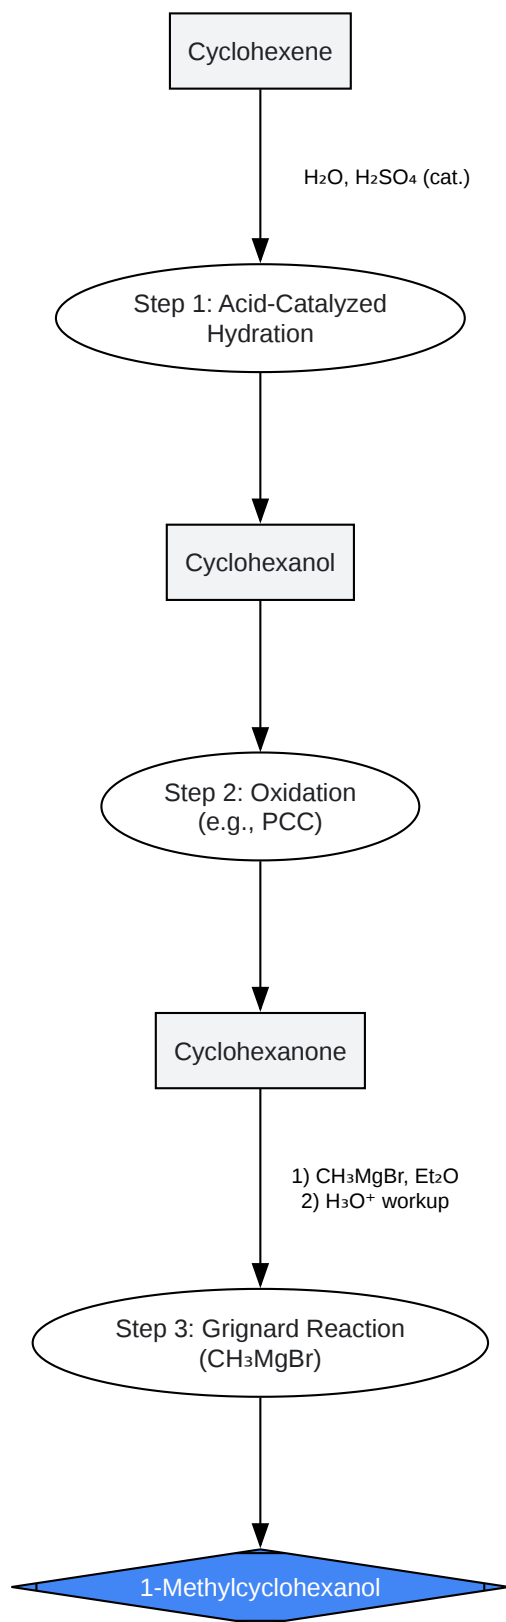 Cyclohexene
H₂O, H₂SO₄ (cat.)
Step 1: Acid-Catalyzed
Hydration
Cyclohexanol
Step 2: Oxidation
(e.g., PCC)
Cyclohexanone
1) CH₃MgBr, Et₂O
2) H₃O⁺ workup
Step 3: Grignard Reaction
(CH₃MgBr)
1-Methylcyclohexanol